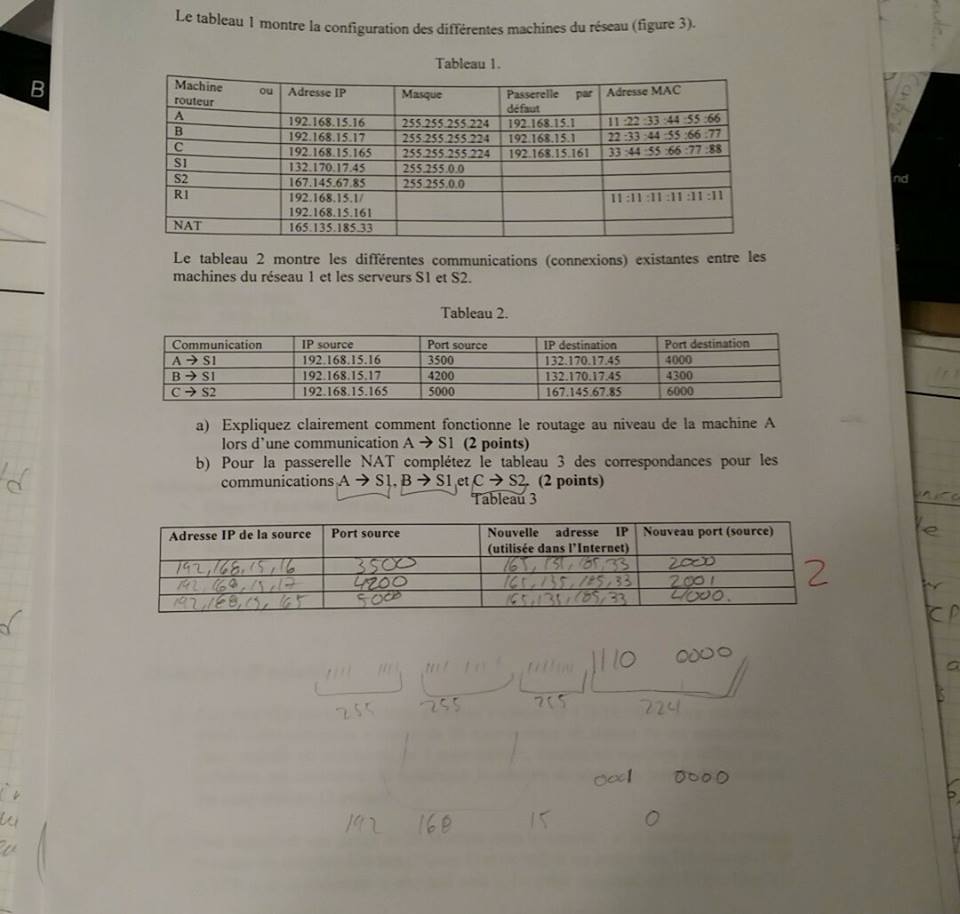 Le tableau 1 montre la configuration des différentes machines du réseau (figure 3).
Tableau 1.
Machine ou routeur | Adresse IP | Masque | Passerelle par défaut | Adresse MAC
A | 192.168.15.16 | 255.255.255.224 | 192.168.15.1 | 11 :22 :33 :44 :55 :66
B | 192.168.15.17 | 255.255.255.224 | 192.168.15.1 | 22 :33 :44 :55 :66 :77
C | 192.168.15.165 | 255.255.255.224 | 192.168.15.161 | 33 :44 :55 :66 :77 :88
S1 | 132.170.17.45 | 255.255.0.0
S2 | 167.145.67.85 | 255.255.0.0
R1 | 192.168.15.1/ 192.168.15.161 | 11 :11 :11 :11 :11 :11
NAT | 165.135.185.33
Le tableau 2 montre les différentes communications (connexions) existantes entre les
machines du réseau 1 et les serveurs S1 et S2.
Tableau 2.
Communication | IP source | Port source | IP destination | Port destination
A → S1 | 192.168.15.16 | 3500 | 132.170.17.45 | 4000
B → S1 | 192.168.15.17 | 4200 | 132.170.17.45 | 4300
C → S2 | 192.168.15.165 | 5000 | 167.145.67.85 | 6000
a) Expliquez clairement comment fonctionne le routage au niveau de la machine A
lors d'une communication A → S1 (2 points)
b) Pour la passerelle NAT complétez le tableau 3 des correspondances pour les
communications A → S1, B → S1 et C → S2. (2 points)
Tableau 3
Adresse IP de la source | Port source | Nouvelle adresse IP (utilisée dans l'Internet) | Nouveau port (source)
192,168,15,16 | 3500 | 165,135,185,33 | 2000
192,168,15,17 | 4200 | 165,135,185,33 | 2001
192,168,15,165 | 5000 | 165,135,185,33 | 4000.
2
1111 1111 1111 1111 1111 1111 1110 0000
255 255 255 224
0001 0000
192 168 15 0